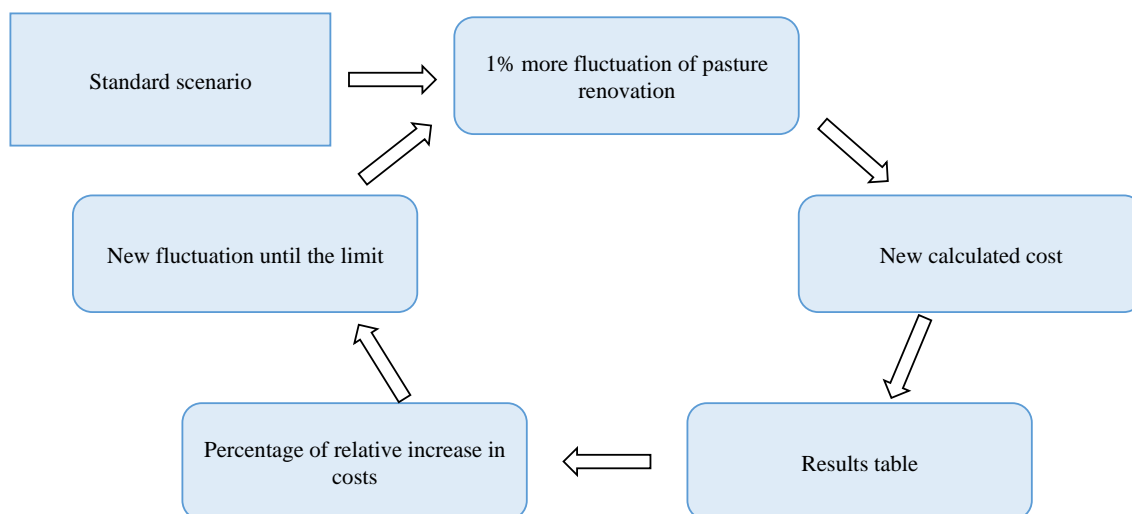 Standard scenario
1% more fluctuation of pasture
renovation
New fluctuation until the limit
New calculated cost
Percentage of relative increase in
costs
Results table